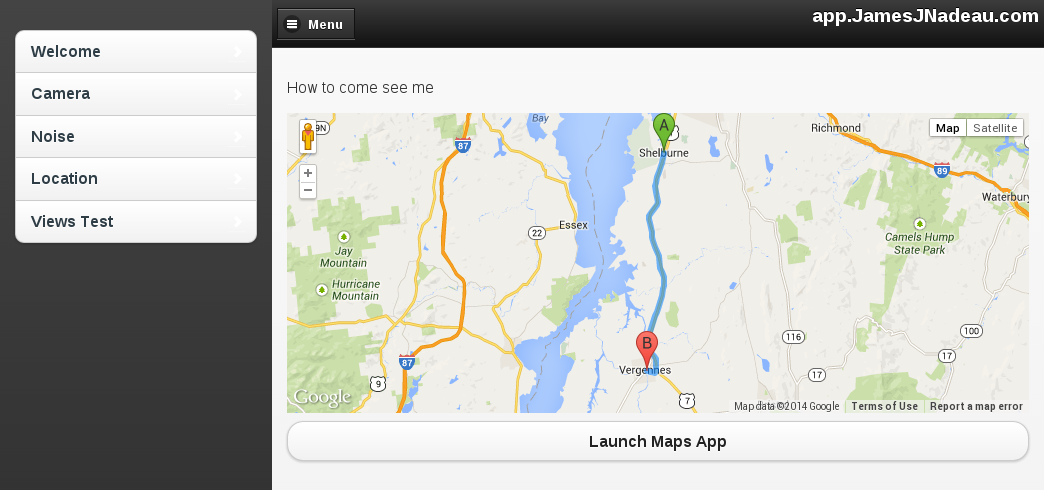 Menu
app.JamesJNadeau.com
Welcome
Camera
Noise
Location
Views Test
How to come see me
Bay
A
Map
Satellite
9N
Richmond
87
Shelburne
+
−
89
Waterbury
Essex
22
Camels Hump
State Park
Jay
Mountain
Hurricane
Mountain
B
100
116
17
87
Vergennes
17
9
7
Google
Map data ©2014 Google
Terms of Use
Report a map error
Launch Maps App